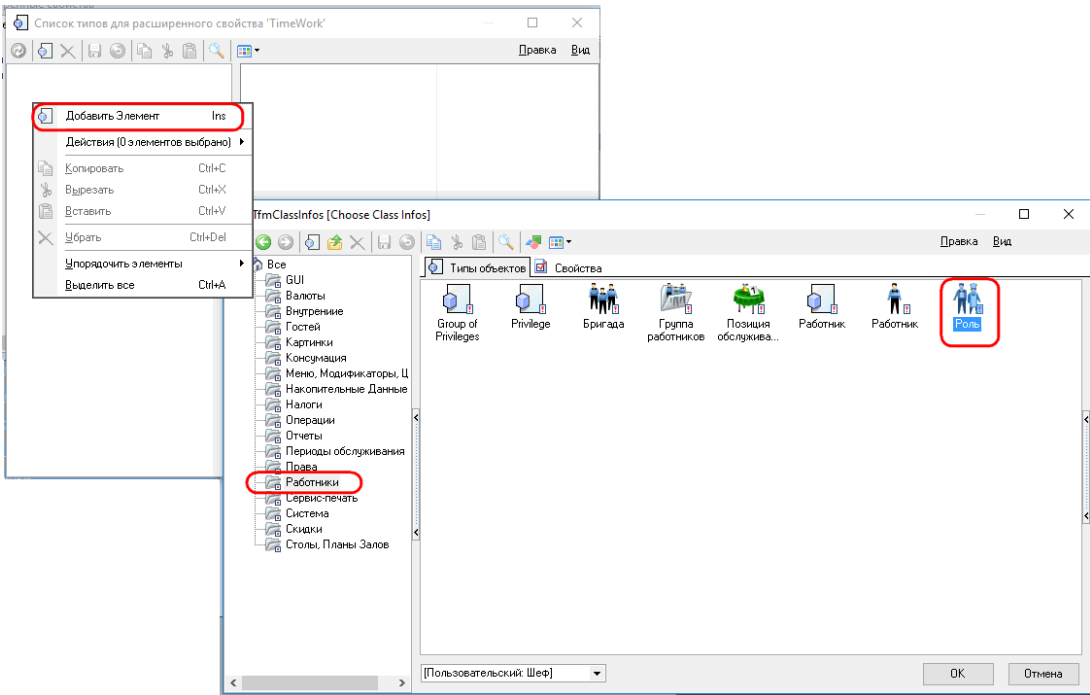 Список типов для расширенного свойства 'TimeWork'
Правка Вид
Добавить Элемент Ins
Действия (0 элементов выбрано)
Копировать Ctrl+C
Вырезать Ctrl+X
Вставить Ctrl+V
Убрать Ctrl+Del
Упорядочить элементы
Выделить все Ctrl+A
TfmClassInfos [Choose Class Infos]
Правка Вид
Все
GUI
Валюты
Внутренние
Гостей
Картинки
Консумация
Меню, Модификаторы, Ц
Накопительные Данные
Налоги
Операции
Отчеты
Периоды обслуживания
Права
Работники
Сервис-печать
Система
Скидки
Столы, Планы Залов
Типы объектов Свойства
Group of Privileges
Privilege
Бригада
Группа работников
Позиция обслужива...
Работник
Работник
Роль
[Пользовательский: Шеф]
OK Отмена